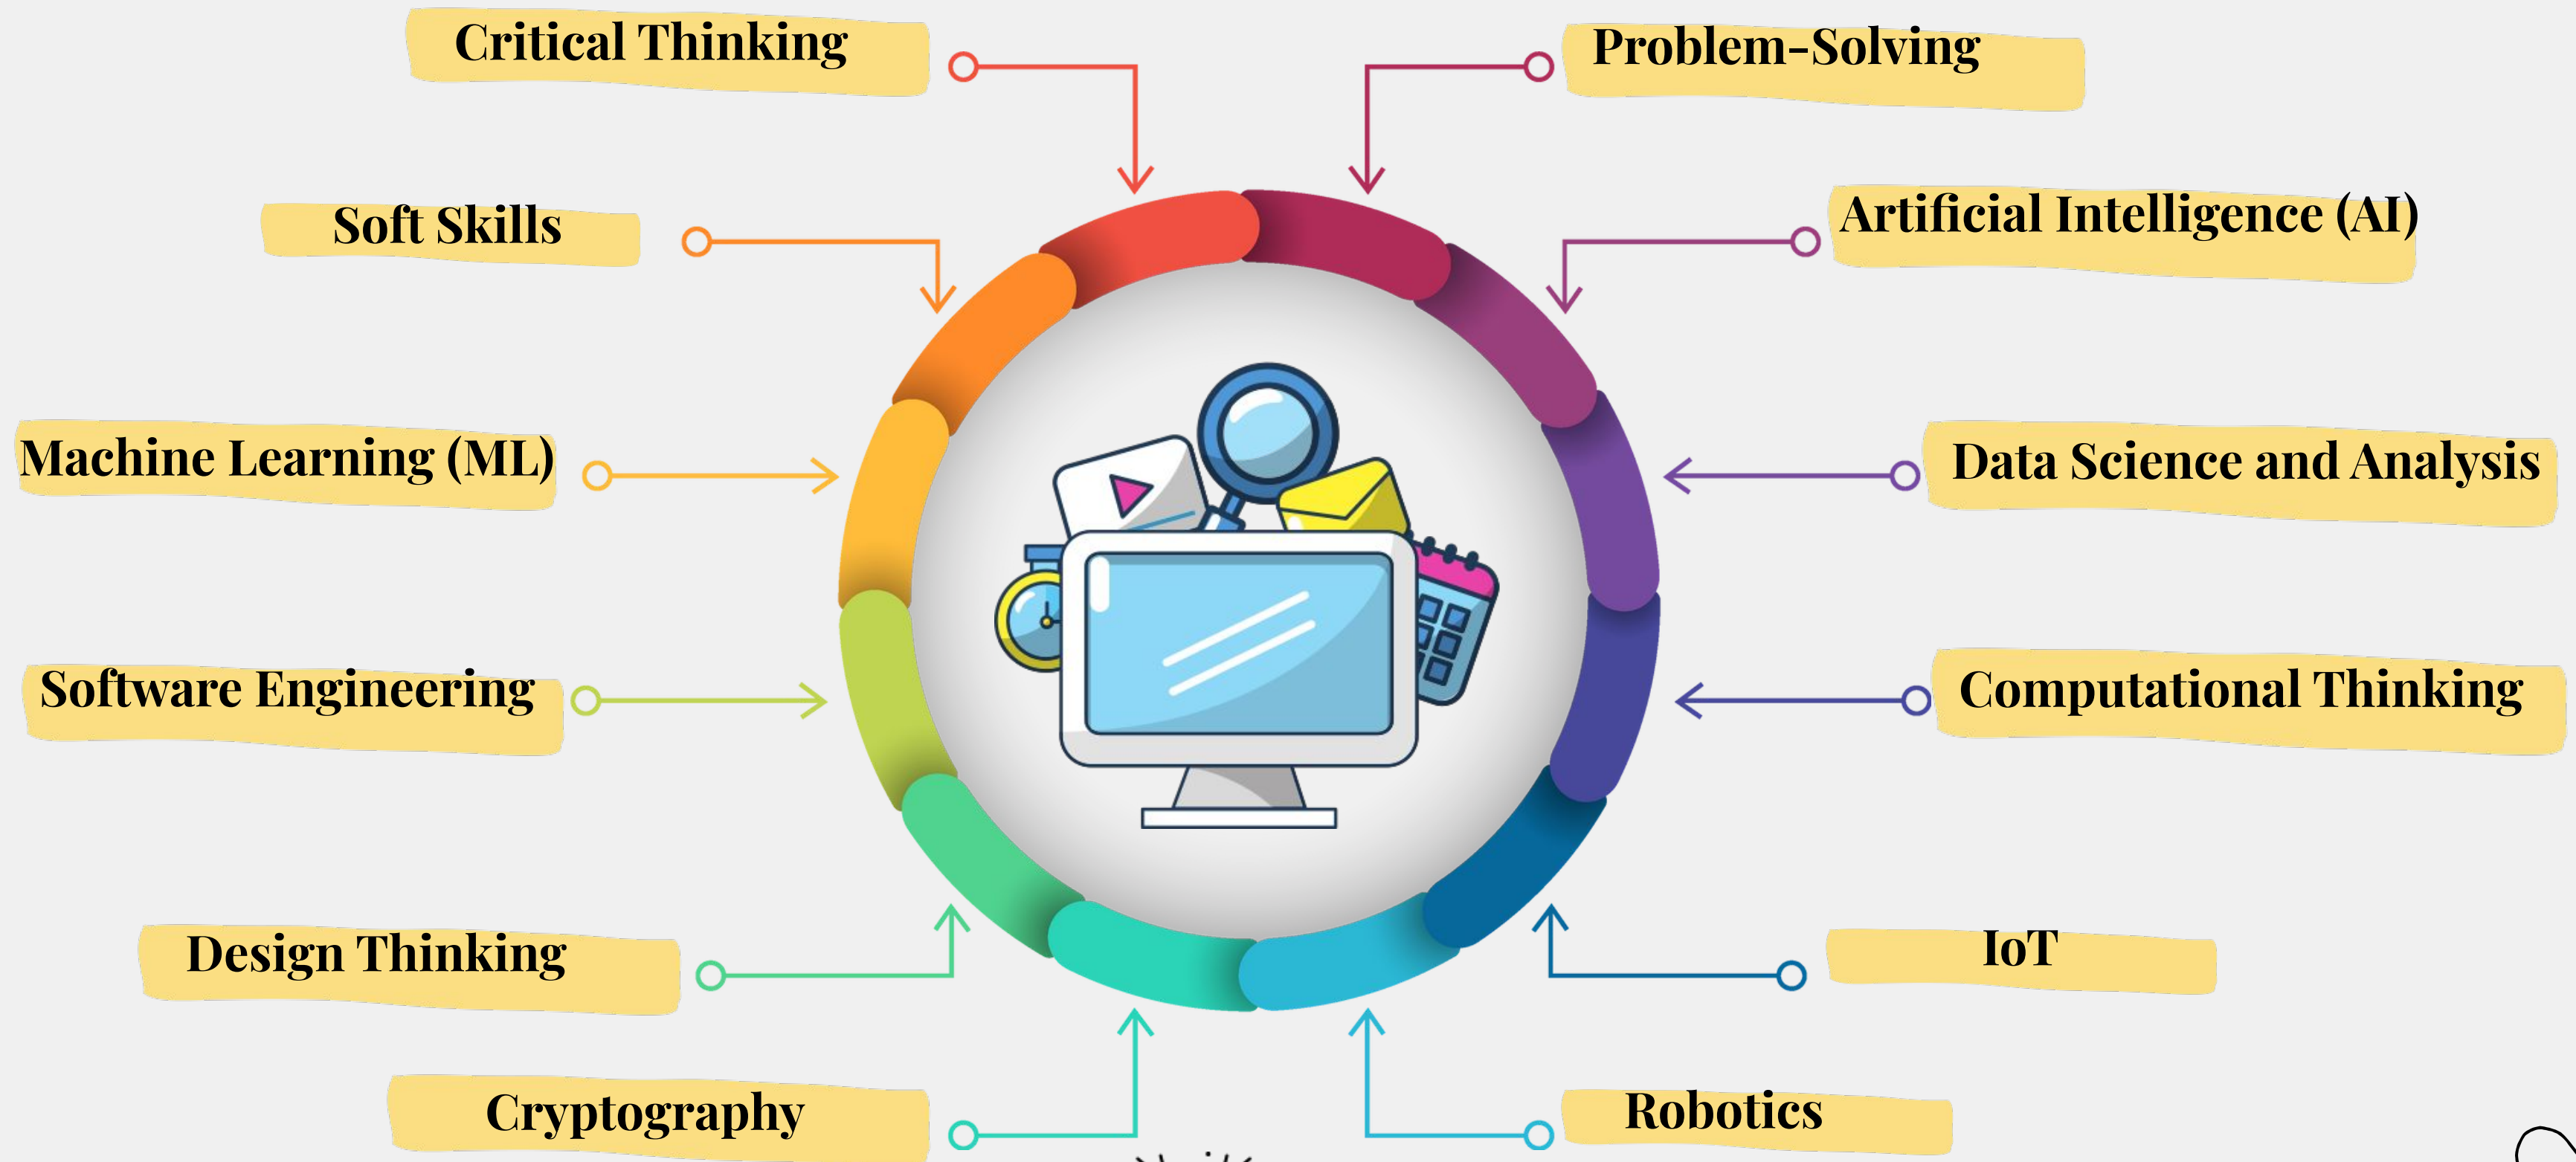 Critical Thinking
Problem-Solving
Soft Skills
Artificial Intelligence (AI)
Machine Learning (ML)
Data Science and Analysis
Software Engineering
Computational Thinking
Design Thinking
IoT
Cryptography
Robotics